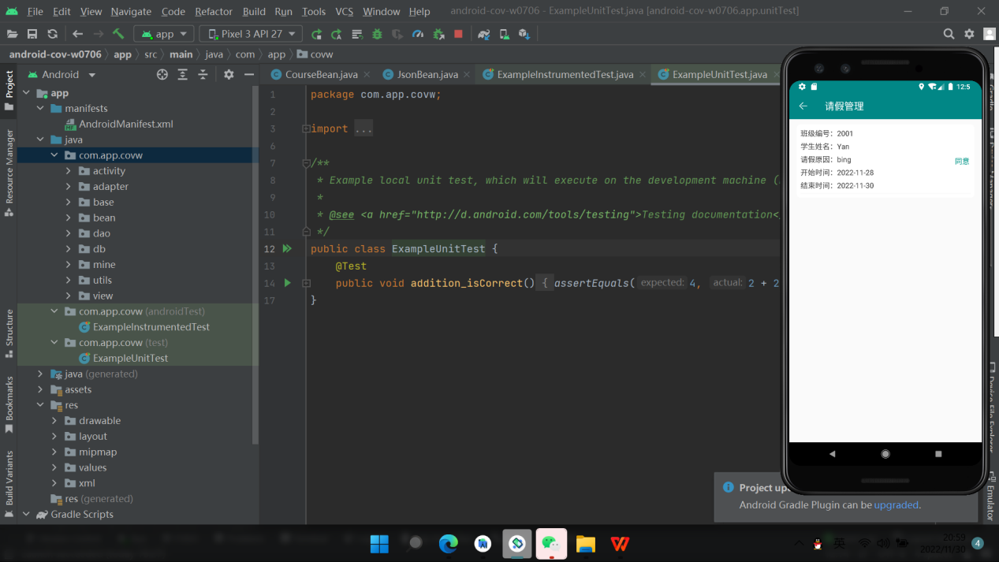 File Edit View Navigate Code Refactor Build Run Tools VCS Window Help android-cov-w0706 - ExampleUnitTest.java [android-cov-w0706.app.unitTest]
app Pixel 3 API 27
android-cov-w0706 app src main java com app covw
Project
Resource Manager
Structure
Bookmarks
Build Variants
Android
app
manifests
AndroidManifest.xml
java
com.app.covw
activity
adapter
base
bean
dao
db
mine
utils
view
com.app.covw (androidTest)
ExampleInstrumentedTest
com.app.covw (test)
ExampleUnitTest
java (generated)
assets
res
drawable
layout
mipmap
values
xml
res (generated)
Gradle Scripts
CourseBean.java JsonBean.java ExampleInstrumentedTest.java ExampleUnitTest.java
1 package com.app.covw;
2
3 import ...
6
7 /**
8 * Example local unit test, which will execute on the development machine (
9 *
10 * @see <a href="http://d.android.com/tools/testing">Testing documentation<
11 */
12 public class ExampleUnitTest {
13 @Test
14 public void addition_isCorrect() { assertEquals( expected: 4, actual: 2 + 2
17 }
12:5
请假管理
班级编号：2001
学生姓名：Yan
请假原因：bing
同意
开始时间：2022-11-28
结束时间：2022-11-30
Project up
Android Gradle Plugin can be upgraded.
Emulator
英
20:59
2022/11/30
4